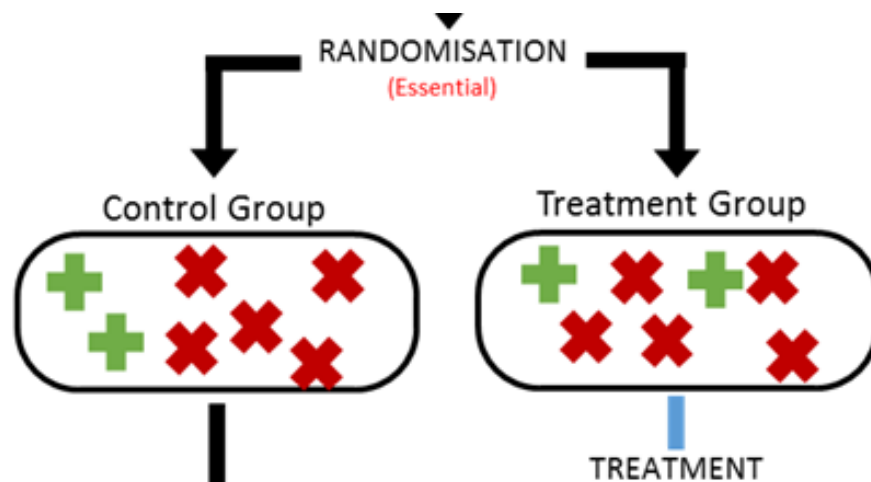 RANDOMISATION
(Essential)
Control Group
Treatment Group
TREATMENT